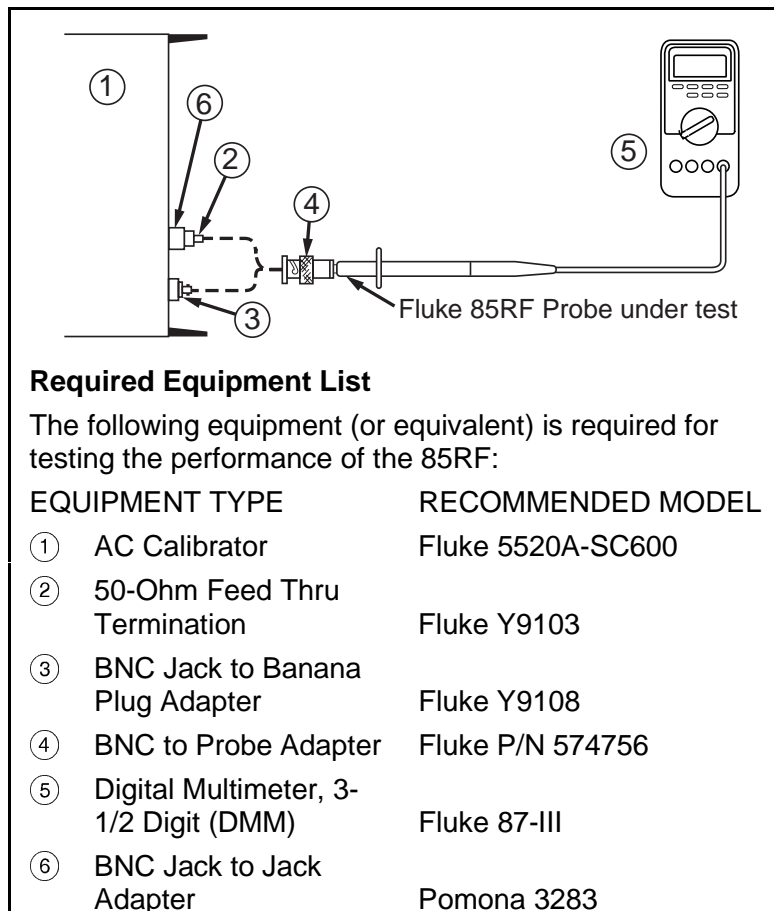 ①
⑥
②
⑤
④
Fluke 85RF Probe under test
③
Required Equipment List
The following equipment (or equivalent) is required for
testing the performance of the 85RF:
EQUIPMENT TYPE RECOMMENDED MODEL
① AC Calibrator Fluke 5520A-SC600
② 50-Ohm Feed Thru
Termination Fluke Y9103
③ BNC Jack to Banana
Plug Adapter Fluke Y9108
④ BNC to Probe Adapter Fluke P/N 574756
⑤ Digital Multimeter, 3-
1/2 Digit (DMM) Fluke 87-III
⑥ BNC Jack to Jack
Adapter Pomona 3283